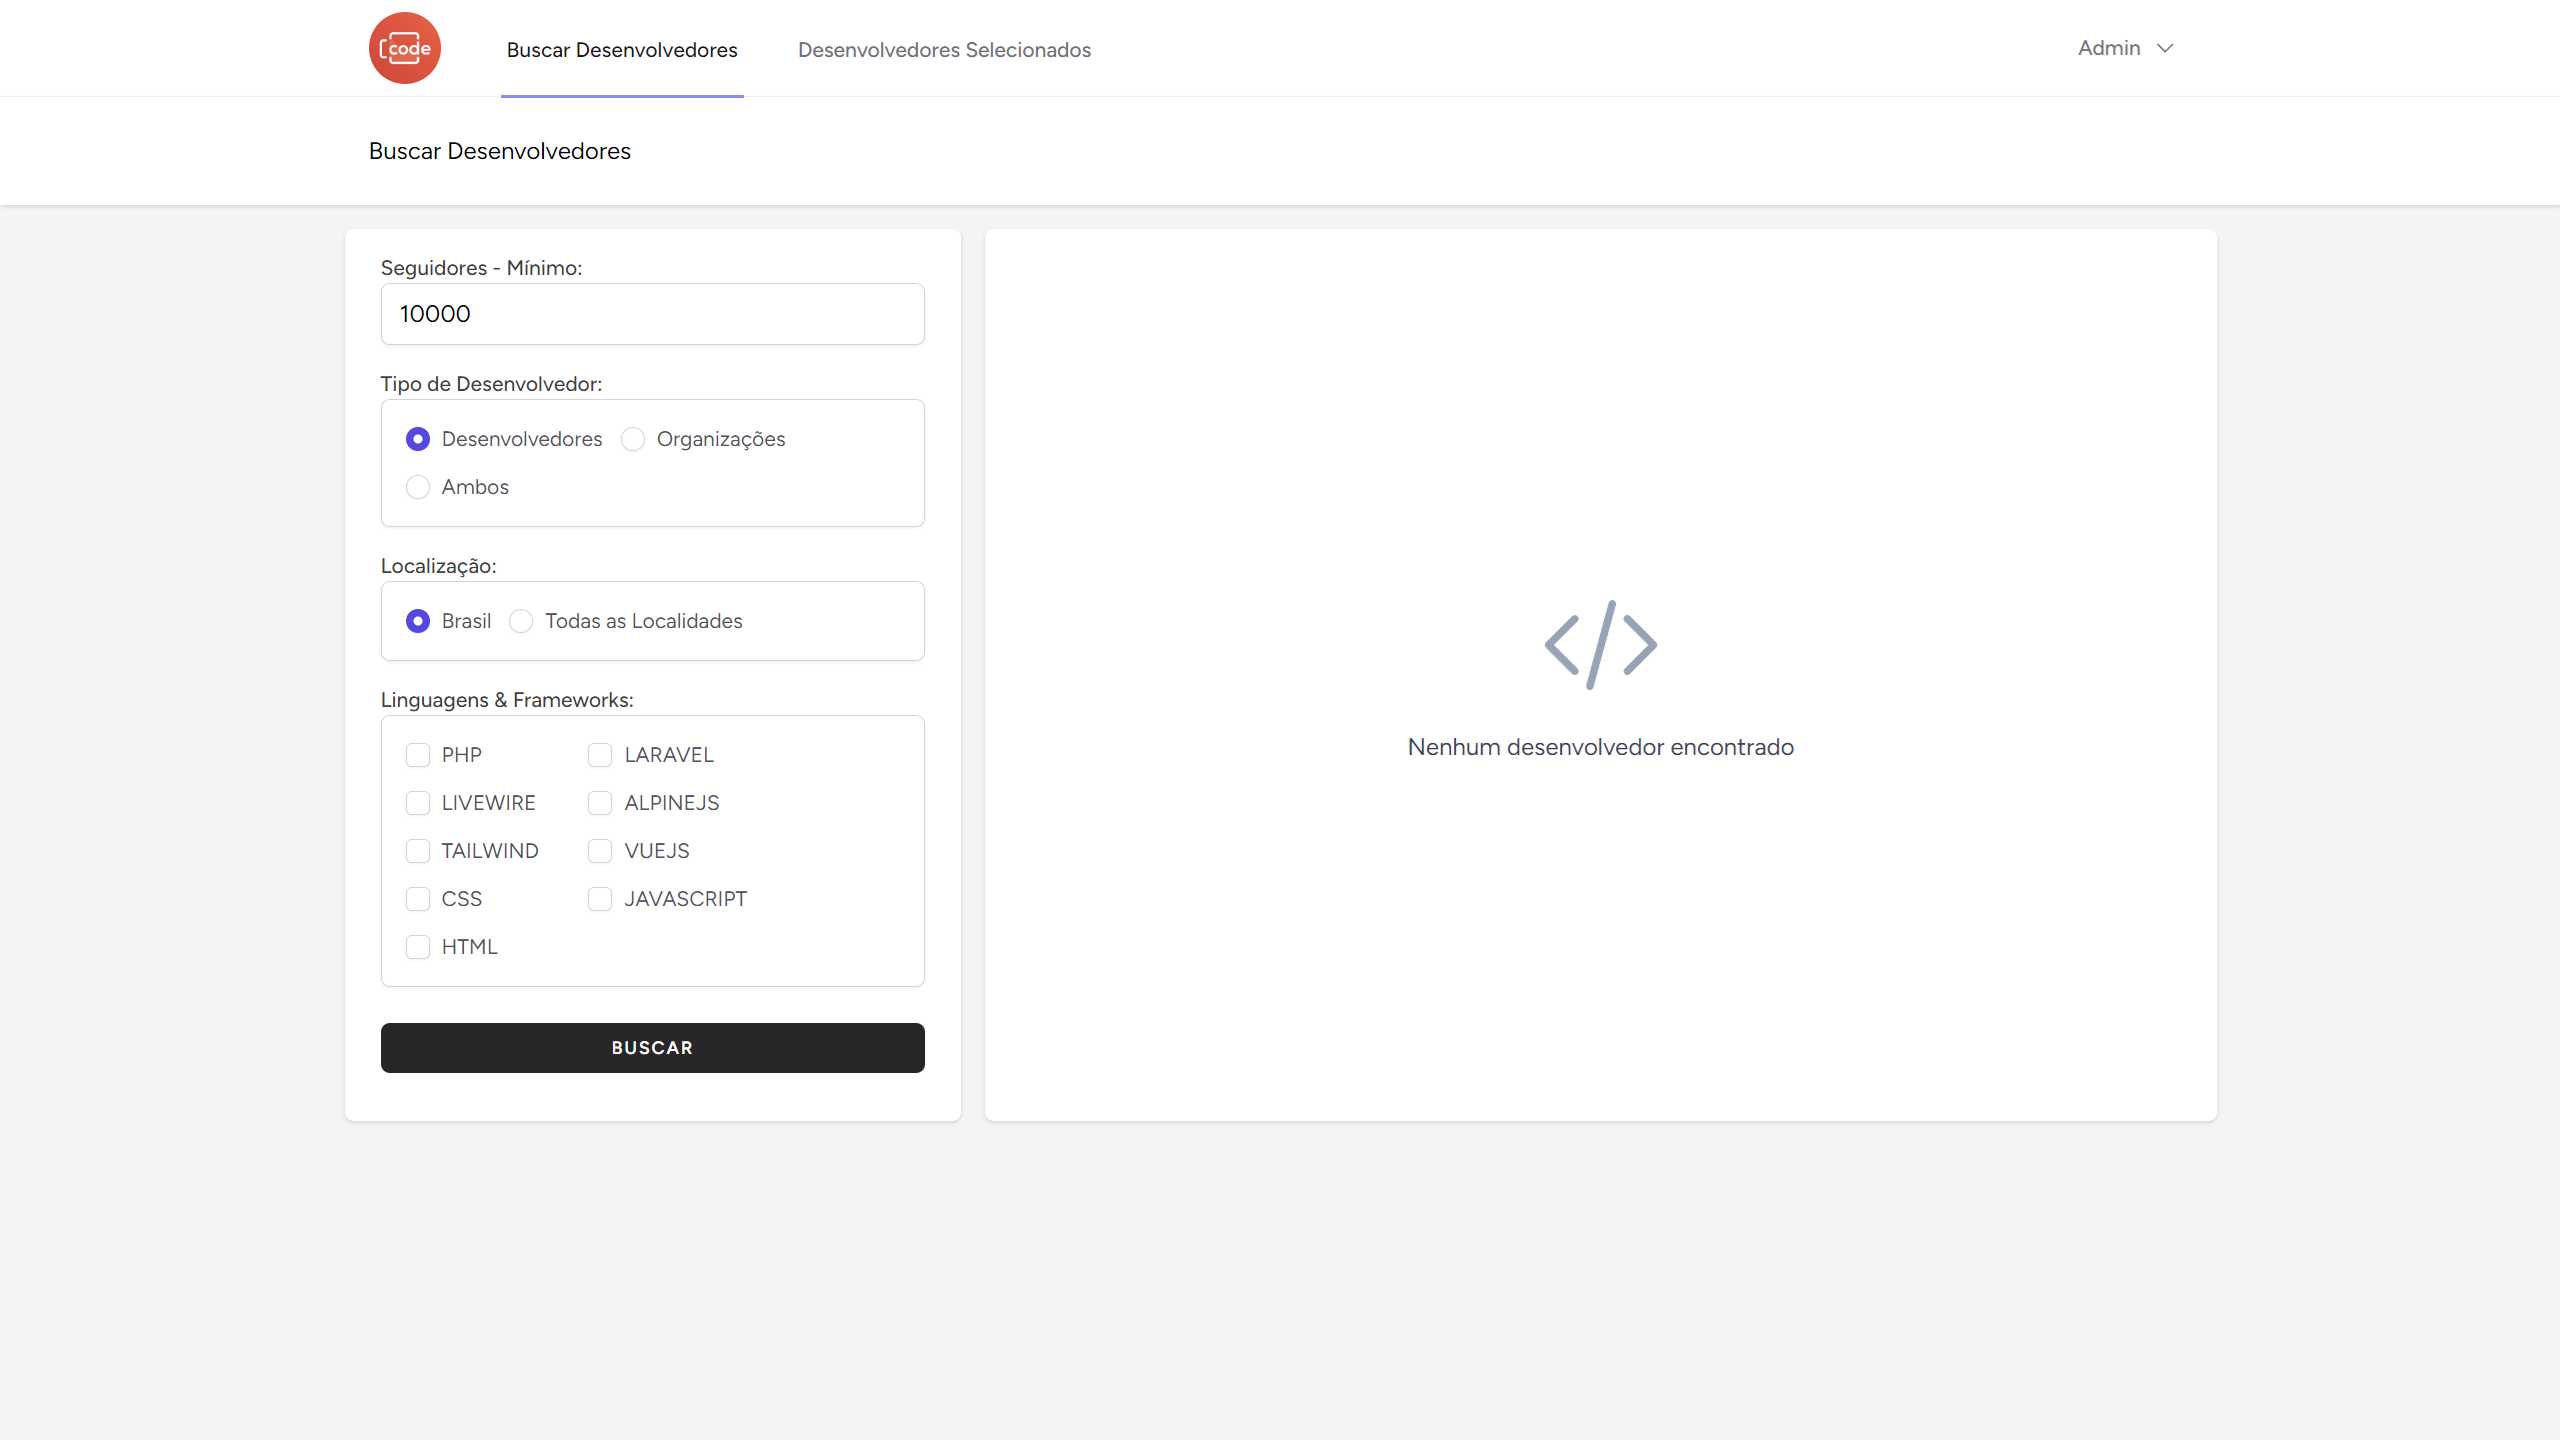 code
Buscar Desenvolvedores
Desenvolvedores Selecionados
Admin
Buscar Desenvolvedores
Seguidores - Mínimo:
10000
Tipo de Desenvolvedor:
Desenvolvedores
Organizações
Ambos
Localização:
Brasil
Todas as Localidades
Linguagens & Frameworks:
PHP
LARAVEL
LIVEWIRE
ALPINEJS
TAILWIND
VUEJS
CSS
JAVASCRIPT
HTML
BUSCAR
Nenhum desenvolvedor encontrado